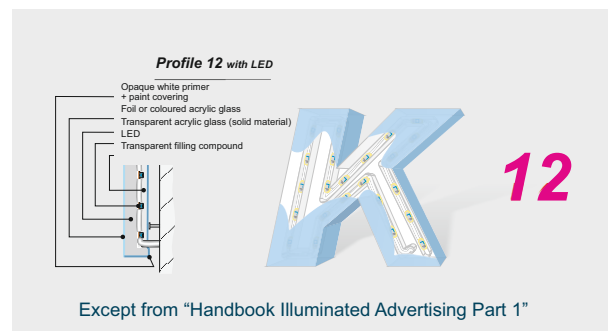 Profile 12 with LED
Opaque white primer
+ paint covering
Foil or coloured acrylic glass
Transparent acrylic glass (solid material)
LED
Transparent filling compound
12
Except from “Handbook Illuminated Advertising Part 1”